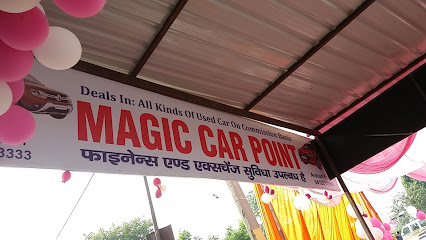 Deals In: All Kinds Of Used Car On Commission Basis
MAGIC CAR POINT
फाइनेन्स एण्ड एक्सचेंज सुविधा उपलब्ध है
3333